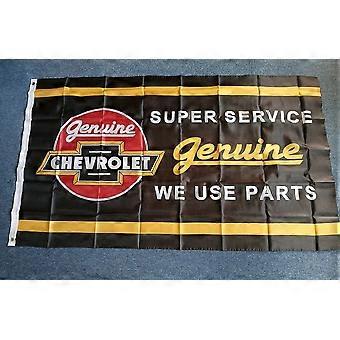 Genuine
CHEVROLET
SUPER SERVICE
Genuine
WE USE PARTS